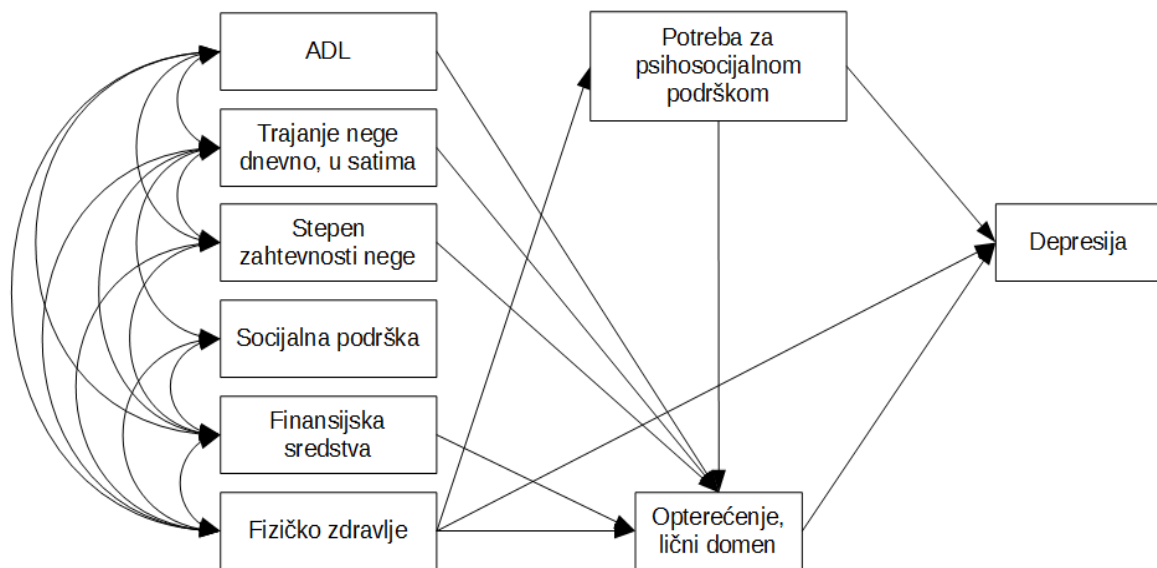 ADL
Trajanje nege
dnevno, u satima
Stepen
zahtevnosti nege
Socijalna podrška
Finansijska
sredstva
Fizičko zdravlje
Potreba za
psihosocijalnom
podrškom
Opterećenje,
lični domen
Depresija